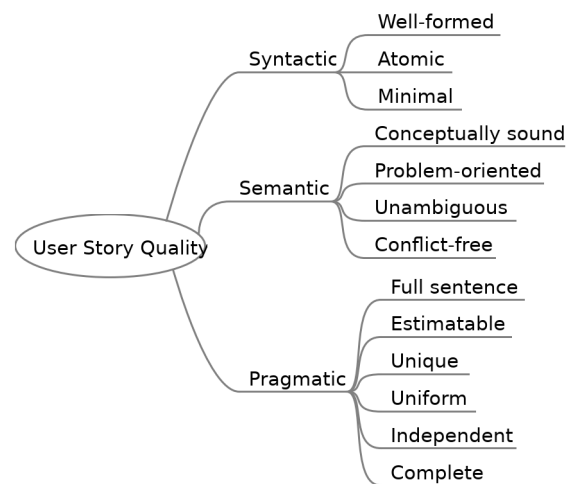 User Story Quality
Syntactic
Well-formed
Atomic
Minimal
Semantic
Conceptually sound
Problem-oriented
Unambiguous
Conflict-free
Pragmatic
Full sentence
Estimatable
Unique
Uniform
Independent
Complete